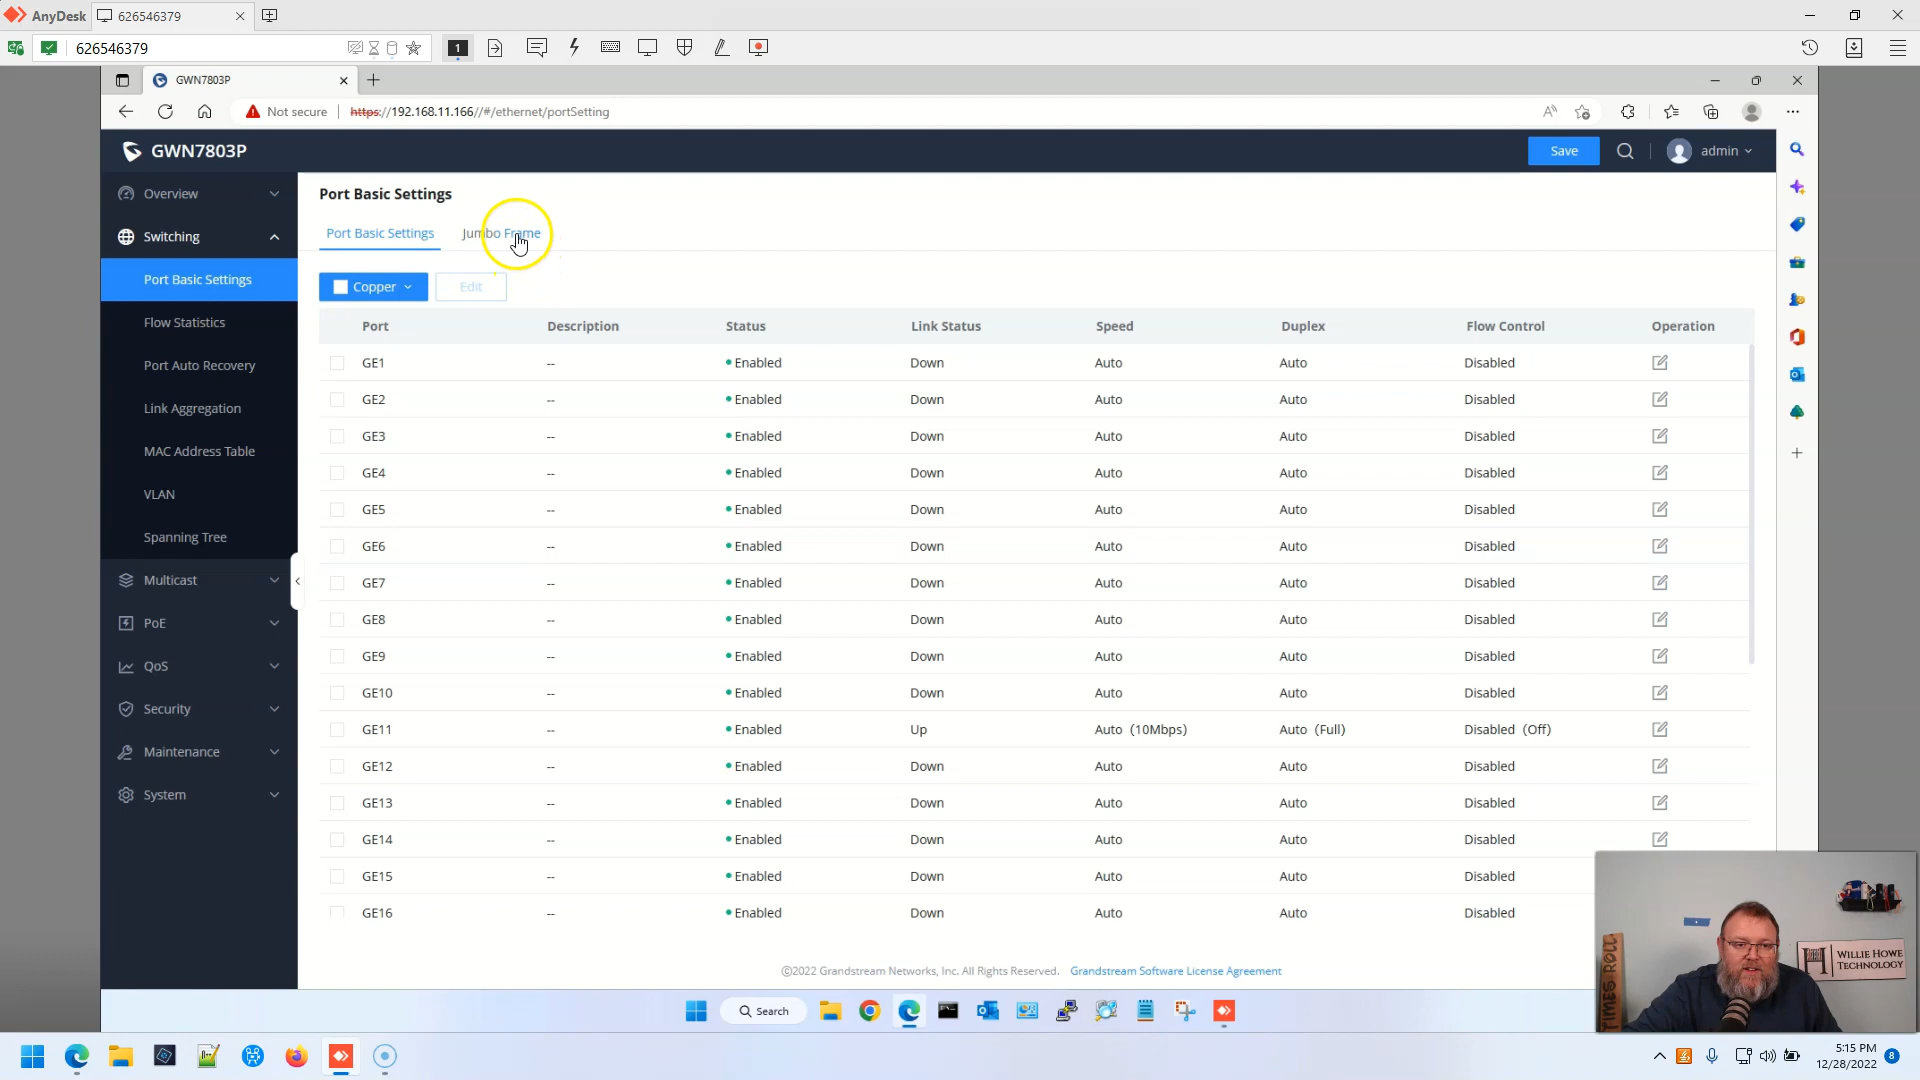 AnyDesk
626546379
626546379
1
GWN7803P
Not secure
https://192.168.11.166//#/ethernet/portSetting
GWN7803P
Save
admin
Overview
Switching
Port Basic Settings
Flow Statistics
Port Auto Recovery
Link Aggregation
MAC Address Table
VLAN
Spanning Tree
Multicast
PoE
QoS
Security
Maintenance
System
Port Basic Settings
Port Basic Settings Jumbo Frame
Copper Edit
Port Description Status Link Status Speed Duplex Flow Control Operation
GE1 -- Enabled Down Auto Auto Disabled
GE2 -- Enabled Down Auto Auto Disabled
GE3 -- Enabled Down Auto Auto Disabled
GE4 -- Enabled Down Auto Auto Disabled
GE5 -- Enabled Down Auto Auto Disabled
GE6 -- Enabled Down Auto Auto Disabled
GE7 -- Enabled Down Auto Auto Disabled
GE8 -- Enabled Down Auto Auto Disabled
GE9 -- Enabled Down Auto Auto Disabled
GE10 -- Enabled Down Auto Auto Disabled
GE11 -- Enabled Up Auto (10Mbps) Auto (Full) Disabled (Off)
GE12 -- Enabled Down Auto Auto Disabled
GE13 -- Enabled Down Auto Auto Disabled
GE14 -- Enabled Down Auto Auto Disabled
GE15 -- Enabled Down Auto Auto Disabled
GE16 -- Enabled Down Auto Auto Disabled
©2022 Grandstream Networks, Inc. All Rights Reserved. Grandstream Software License Agreement
TIMES ROLL
WILLIE HOWE
TECHNOLOGY
Search
5:15 PM
12/28/2022
8